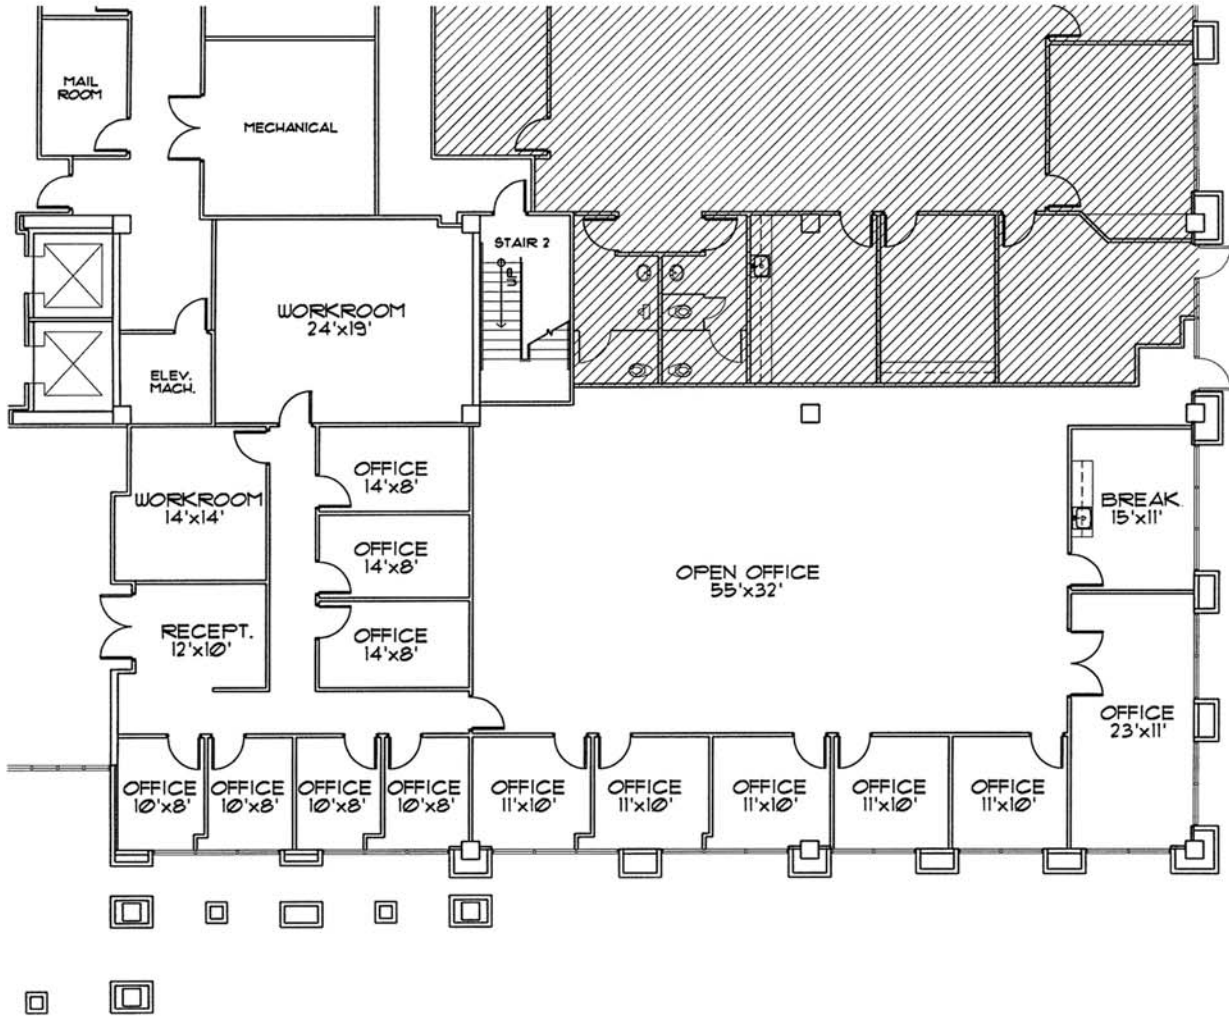 MAIL
ROOM
MECHANICAL
STAIR 2
WORKROOM
24'x19'
ELEV.
MACH.
OFFICE
14'x8'
WORKROOM
14'x14'
BREAK
15'x11'
OFFICE
14'x8'
OPEN OFFICE
55'x32'
RECEPT.
12'x10'
OFFICE
14'x8'
OFFICE
23'x11'
OFFICE
10'x8'
OFFICE
10'x8'
OFFICE
10'x8'
OFFICE
10'x8'
OFFICE
11'x10'
OFFICE
11'x10'
OFFICE
11'x10'
OFFICE
11'x10'
OFFICE
11'x10'